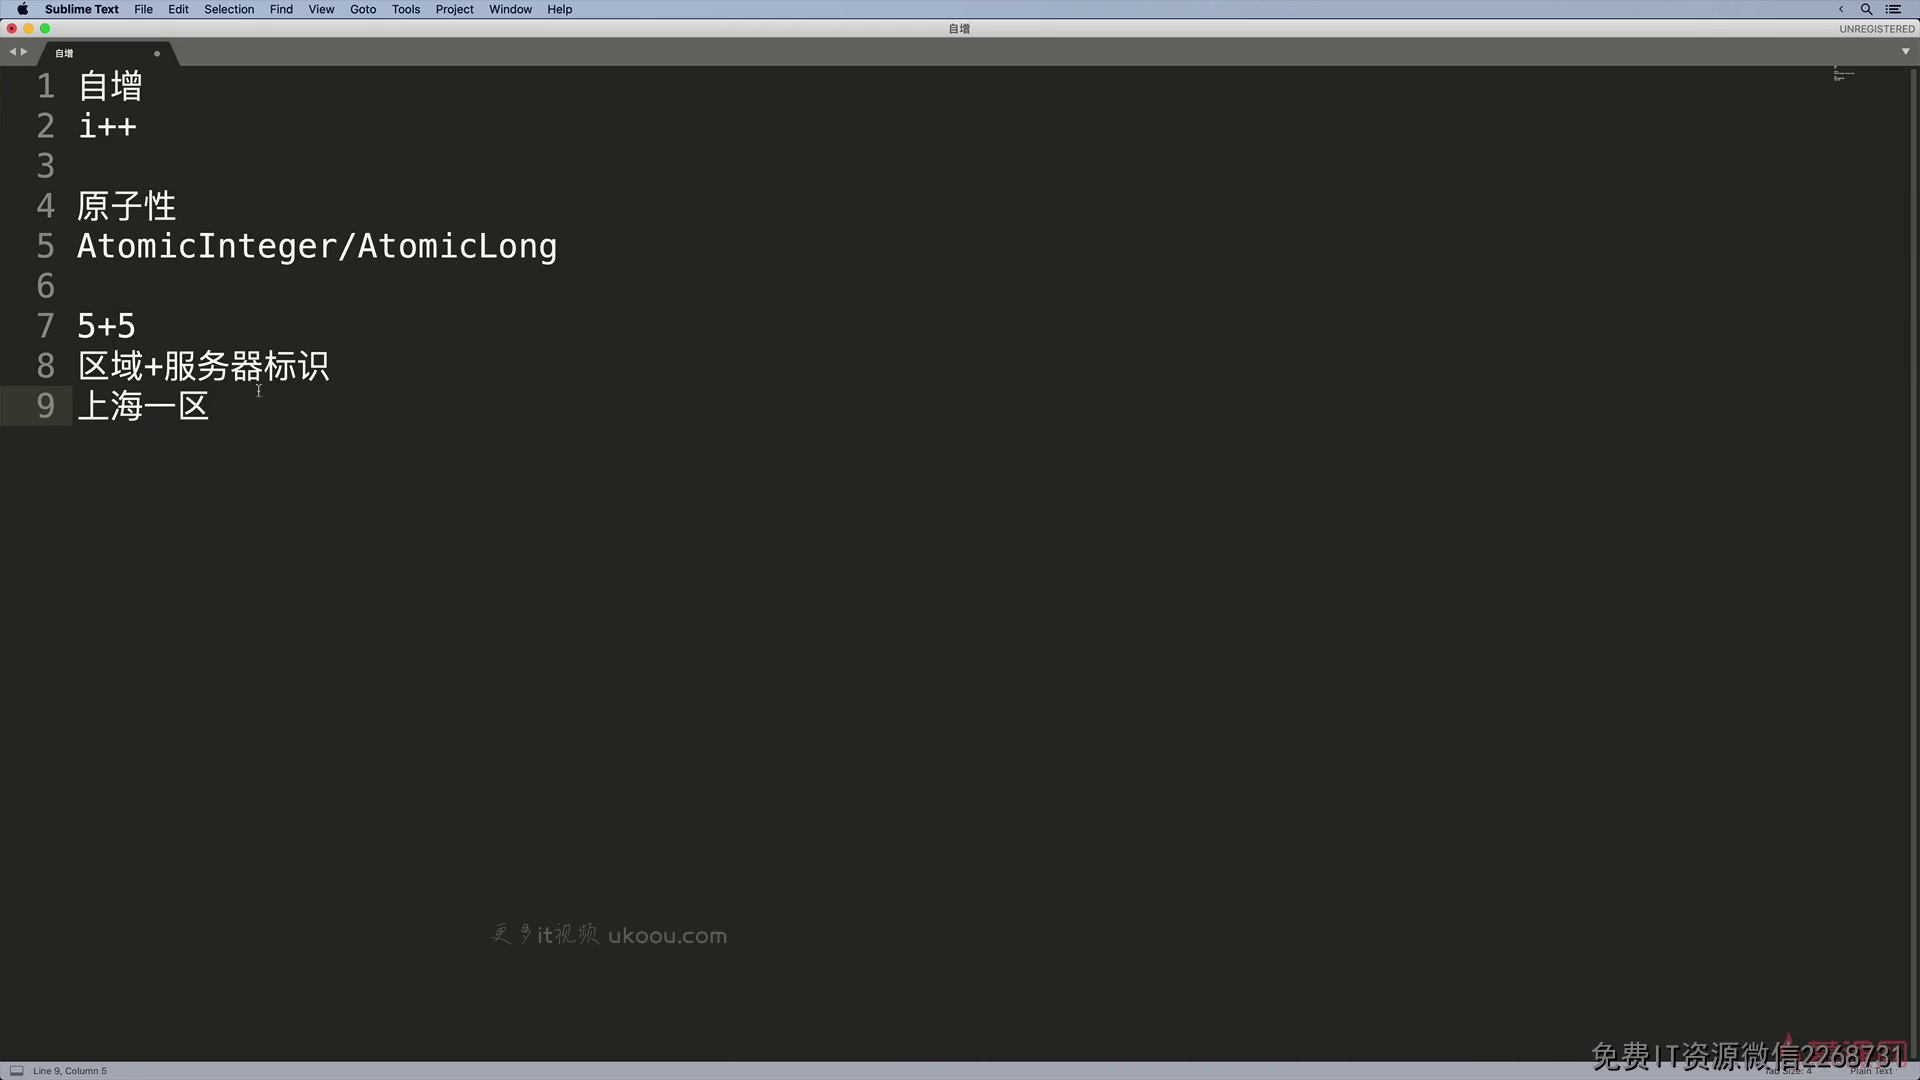 Sublime Text File Edit Selection Find View Goto Tools Project Window Help
自增
UNREGISTERED
自增
1 自增
2 i++
3
4 原子性
5 AtomicInteger/AtomicLong
6
7 5+5
8 区域+服务器标识
9 上海一区
更多it视频 ukoou.com
免费IT资源微信2268731
Line 9, Column 5
Tab Size: 4
Plain Text